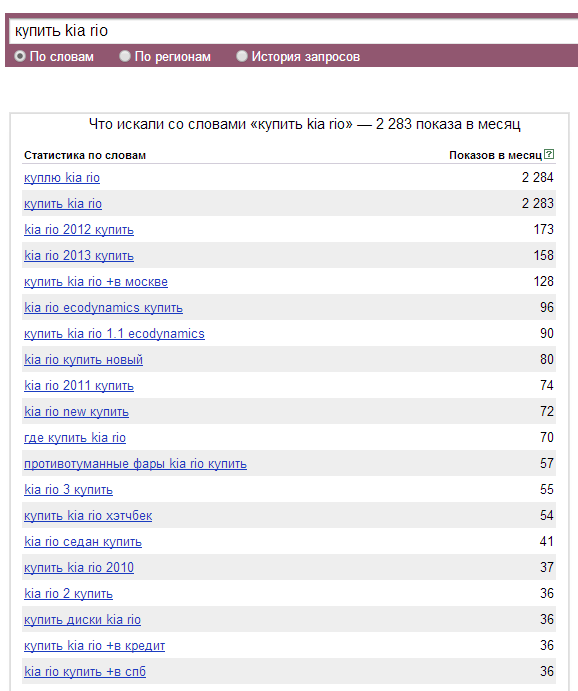 купить kia rio
По словам По регионам История запросов
Что искали со словами «купить kia rio» — 2 283 показа в месяц
Статистика по словам Показов в месяц ?
куплю kia rio 2 284
купить kia rio 2 283
kia rio 2012 купить 173
kia rio 2013 купить 158
купить kia rio +в москве 128
kia rio ecodynamics купить 96
купить kia rio 1.1 ecodynamics 90
kia rio купить новый 80
kia rio 2011 купить 74
kia rio new купить 72
где купить kia rio 70
противотуманные фары kia rio купить 57
kia rio 3 купить 55
купить kia rio хэтчбек 54
kia rio седан купить 41
купить kia rio 2010 37
kia rio 2 купить 36
купить диски kia rio 36
купить kia rio +в кредит 36
kia rio купить +в спб 36